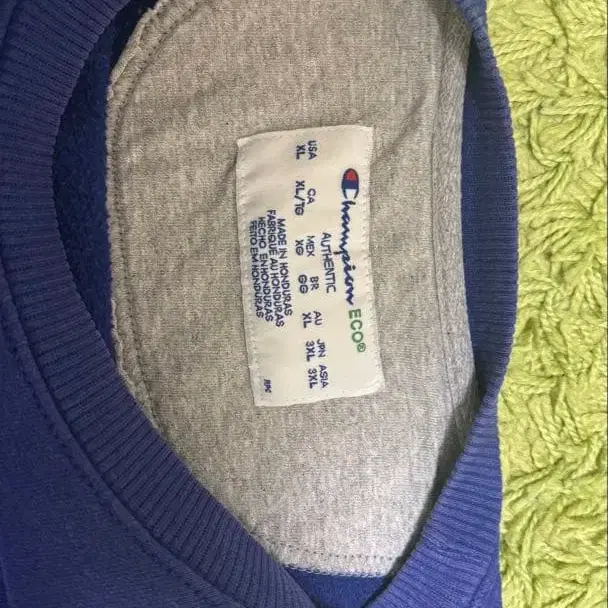 Champion ECO®
AUTHENTIC
USA CA MEX BR AU JPN ASIA
XL XL/TG XG GG XL 3XL 3XL
MADE IN HONDURAS
FABRIQUÉ AU HONDURAS
HECHO EN HONDURAS
FEITO EM HONDURAS